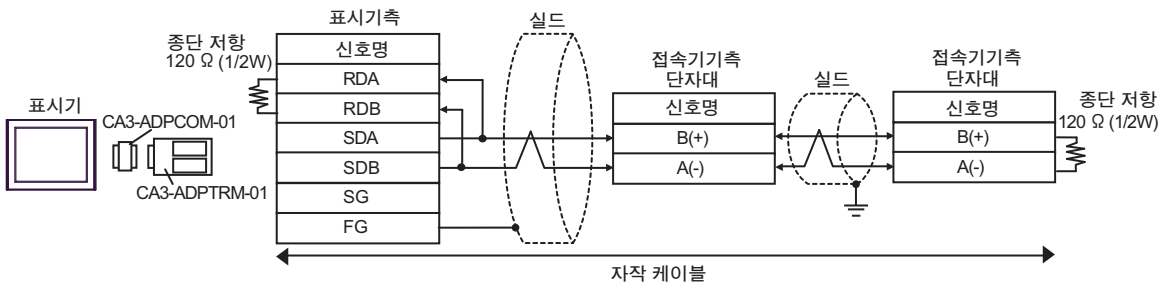 표시기
CA3-ADPCOM-01
CA3-ADPTRM-01
종단 저항
120 Ω (1/2W)
표시기측
신호명
RDA
RDB
SDA
SDB
SG
FG
실드
접속기기측
단자대
신호명
B(+)
A(-)
실드
접속기기측
단자대
신호명
B(+)
A(-)
종단 저항
120 Ω (1/2W)
자작 케이블